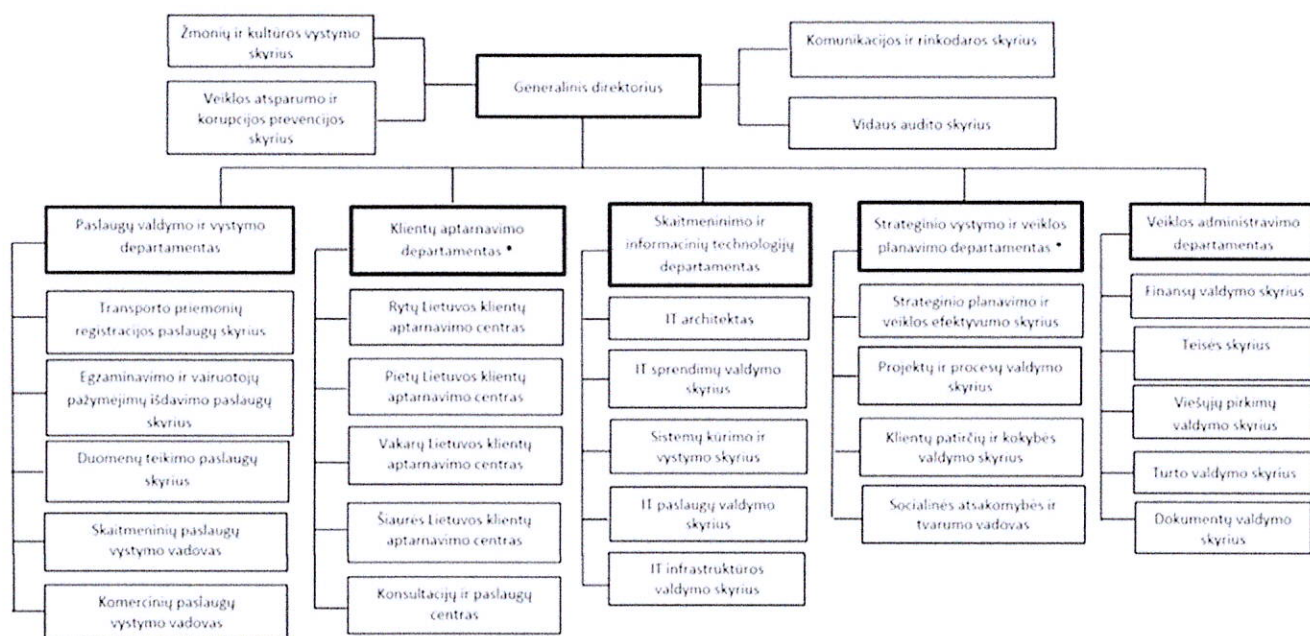 Žmonių ir kultūros vystymo
skyrius
Veiklos atsparumo ir
korupcijos prevencijos
skyrius
Generalinis direktorius
Komunikacijos ir rinkodaros skyrius
Vidaus audito skyrius
Paslaugų valdymo ir vystymo
departamentas
Transporto priemonių
registracijos paslaugų skyrius
Egzaminavimo ir vairuotojų
pažymėjimų išdavimo paslaugų
skyrius
Duomenų teikimo paslaugų
skyrius
Skaitmeninių paslaugų
vystymo vadovas
Komercinių paslaugų
vystymo vadovas
Klientų aptarnavimo
departamentas *
Rytų Lietuvos klientų
aptarnavimo centras
Pietų Lietuvos klientų
aptarnavimo centras
Vakarų Lietuvos klientų
aptarnavimo centras
Šiaurės Lietuvos klientų
aptarnavimo centras
Konsultacijų ir paslaugų
centras
Skaitmeninimo ir
informacinių technologijų
departamentas
IT architektas
IT sprendimų valdymo
skyrius
Sistemų kūrimo ir
vystymo skyrius
IT paslaugų valdymo
skyrius
IT infrastruktūros
valdymo skyrius
Strateginio vystymo ir veiklos
planavimo departamentas *
Strateginio planavimo ir
veiklos efektyvumo skyrius
Projektų ir procesų valdymo
skyrius
Klientų patirčių ir kokybės
valdymo skyrius
Socialinės atsakomybės ir
tvarumo vadovas
Veiklos administravimo
departamentas
Finansų valdymo skyrius
Teisės skyrius
Viešųjų pirkimų
valdymo skyrius
Turto valdymo skyrius
Dokumentų valdymo
skyrius